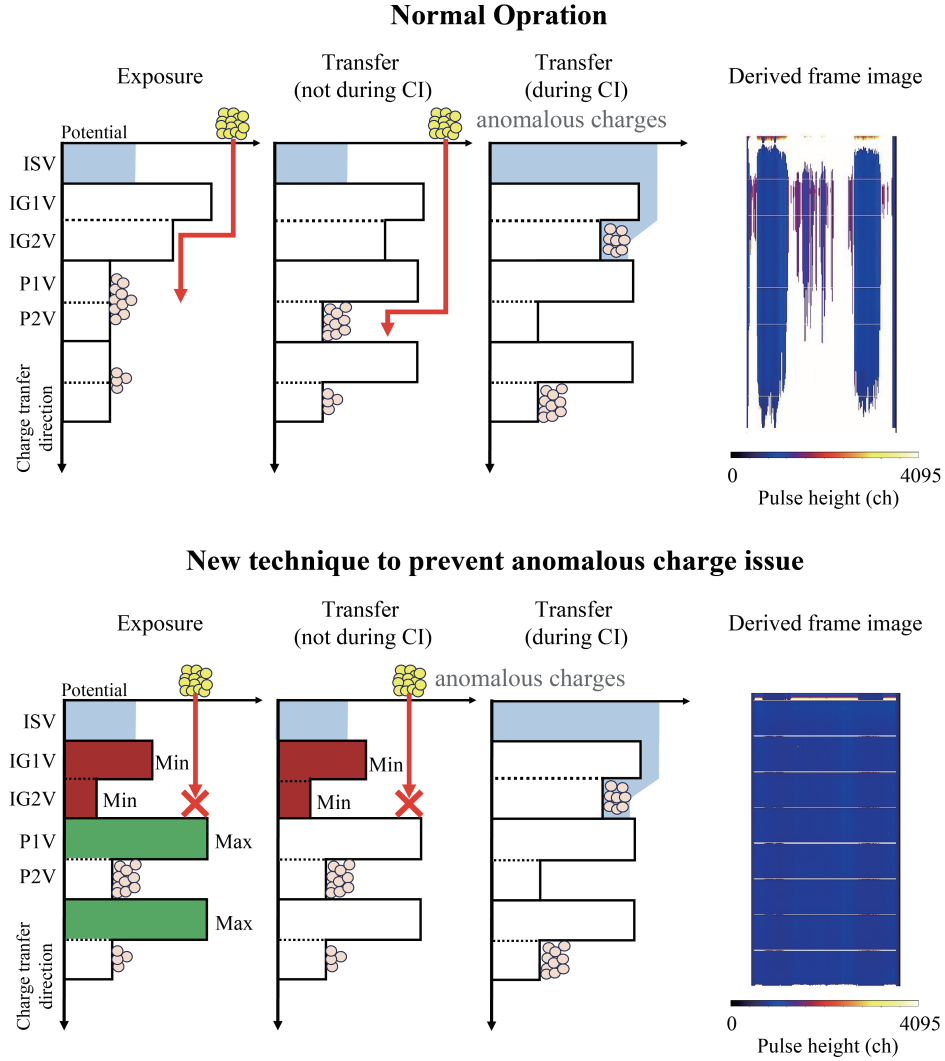 Normal Opration
Exposure
Transfer
(not during CI)
Transfer
(during CI)
Derived frame image
anomalous charges
Potential
ISV
IG1V
IG2V
P1V
P2V
Charge tranfer
direction
0
4095
Pulse height (ch)
New technique to prevent anomalous charge issue
Exposure
Transfer
(not during CI)
Transfer
(during CI)
Derived frame image
anomalous charges
Potential
ISV
IG1V
Min
Min
IG2V
Min
Min
P1V
Max
P2V
Max
Charge tranfer
direction
0
4095
Pulse height (ch)